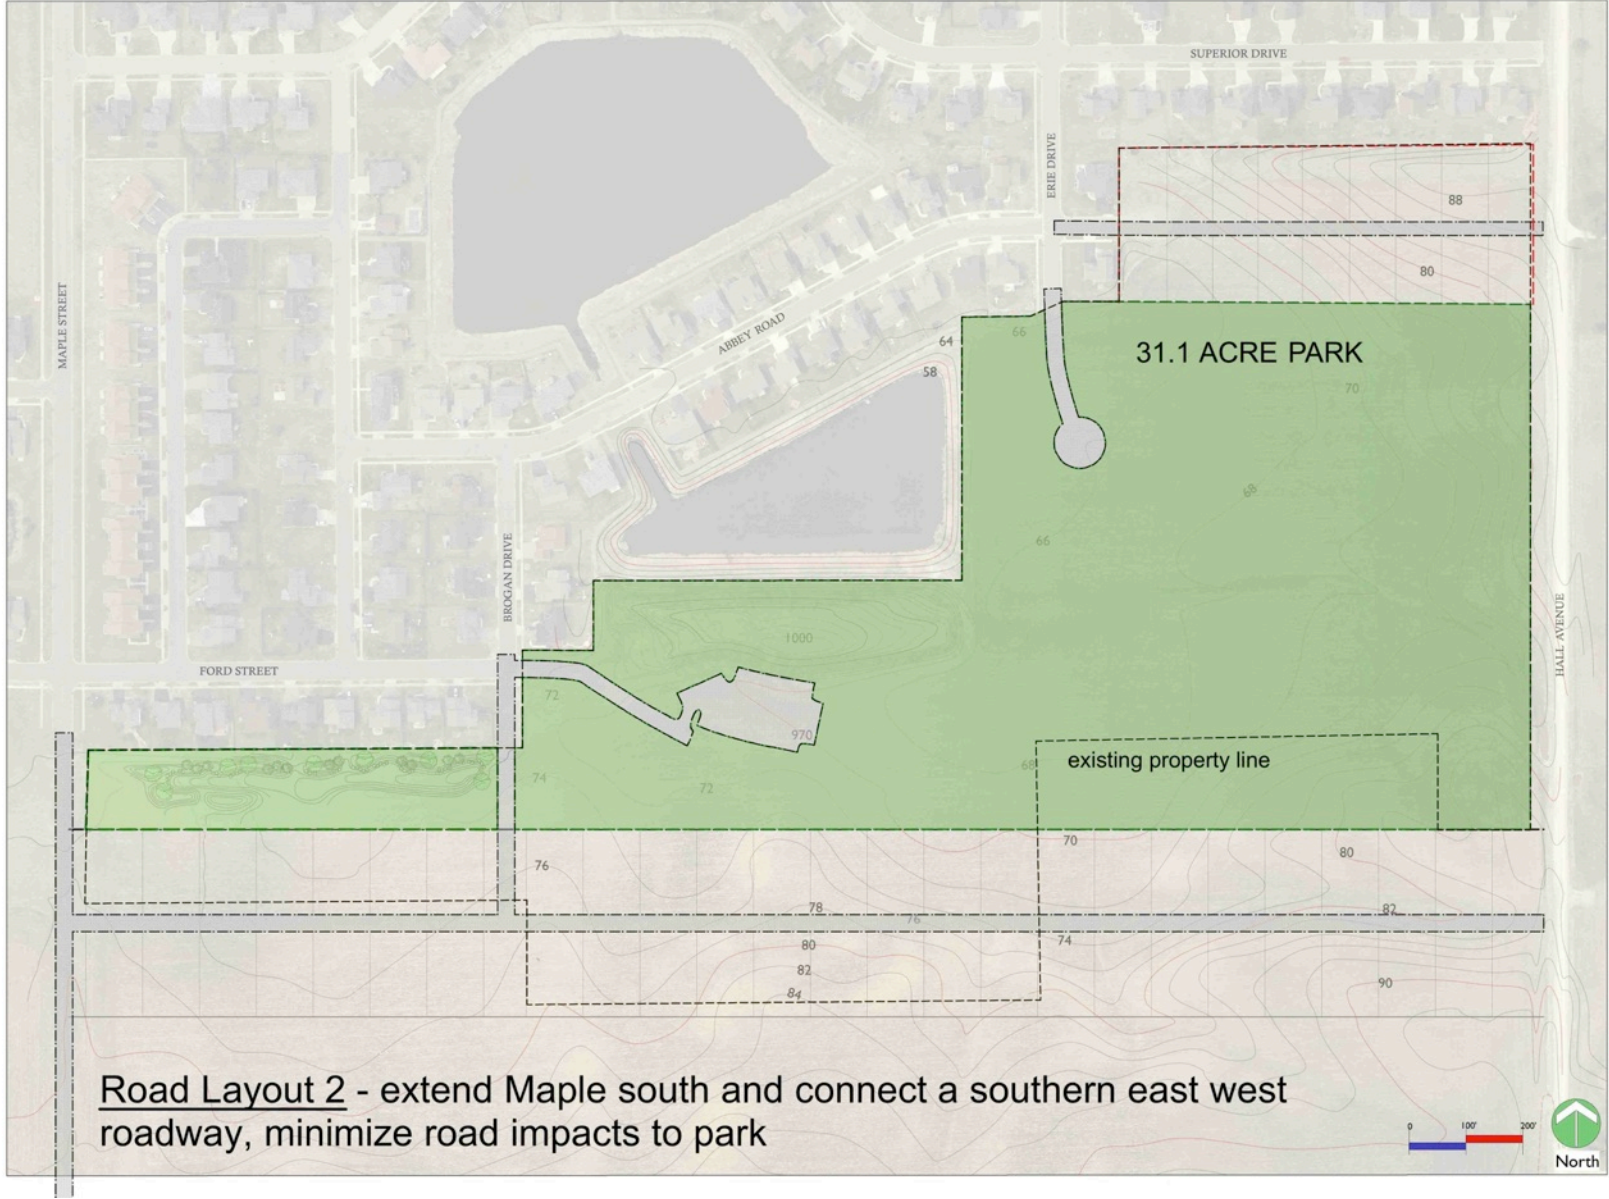 SUPERIOR DRIVE
ERIE DRIVE
88
80
MAPLE STREET
ABBEY ROAD
64
66
58
31.1 ACRE PARK
70
68
66
BROGAN DRIVE
HALL AVENUE
1000
FORD STREET
72
970
68
existing property line
74
72
70
76
80
78
76
82
74
80
82
84
90
Road Layout 2 - extend Maple south and connect a southern east west
roadway, minimize road impacts to park
0 100' 200'
North